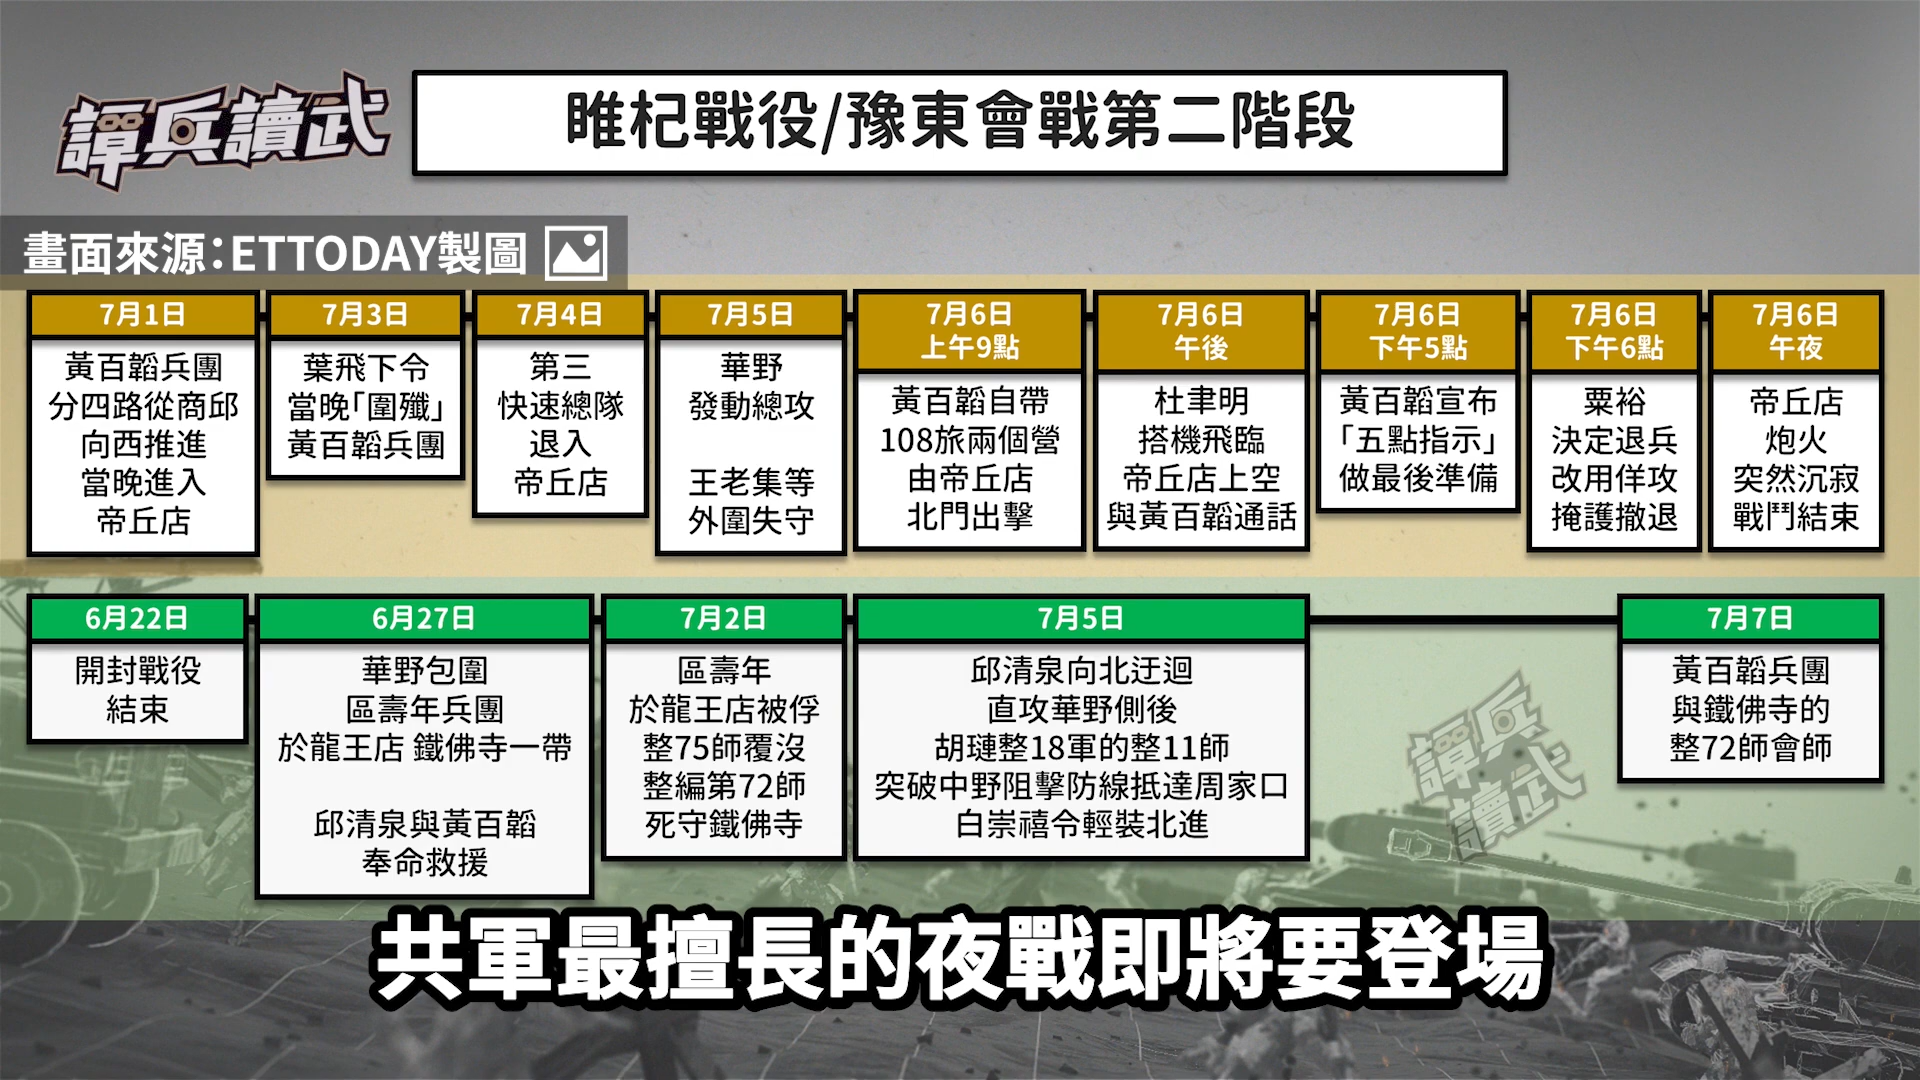 譚兵讀武
睢杞戰役/豫東會戰第二階段
畫面來源：ETTODAY製圖
7月1日
黃百韜兵團
分四路從商邱
向西推進
當晚進入
帝丘店
7月3日
葉飛下令
當晚「圍殲」
黃百韜兵團
7月4日
第三
快速總隊
退入
帝丘店
7月5日
華野
發動總攻
王老集等
外圍失守
7月6日
上午9點
黃百韜自帶
108旅兩個營
由帝丘店
北門出擊
7月6日
午後
杜聿明
搭機飛臨
帝丘店上空
與黃百韜通話
7月6日
下午5點
黃百韜宣布
「五點指示」
做最後準備
7月6日
下午6點
粟裕
決定退兵
改用佯攻
掩護撤退
7月6日
午夜
帝丘店
炮火
突然沉寂
戰鬥結束
6月22日
開封戰役
結束
6月27日
華野包圍
區壽年兵團
於龍王店 鐵佛寺一帶
邱清泉與黃百韜
奉命救援
7月2日
區壽年
於龍王店被俘
整75師覆沒
整編第72師
死守鐵佛寺
7月5日
邱清泉向北迂迴
直攻華野側後
胡璉整18軍的整11師
突破中野阻擊防線抵達周家口
白崇禧令輕裝北進
7月7日
黃百韜兵團
與鐵佛寺的
整72師會師
譚兵
讀武
共軍最擅長的夜戰即將要登場